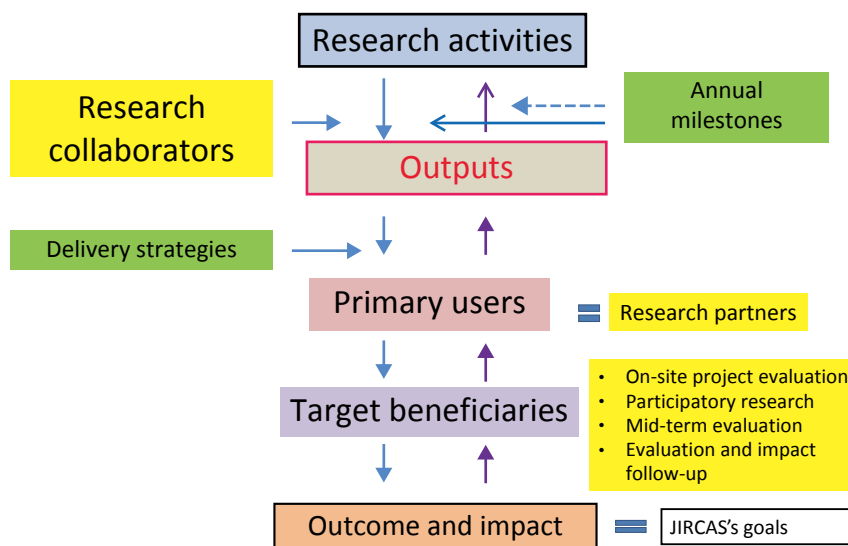 Research activities
Research
collaborators
Annual
milestones
Outputs
Delivery strategies
Primary users
Research partners
Target beneficiaries
• On-site project evaluation
• Participatory research
• Mid-term evaluation
• Evaluation and impact
follow-up
Outcome and impact
JIRCAS's goals